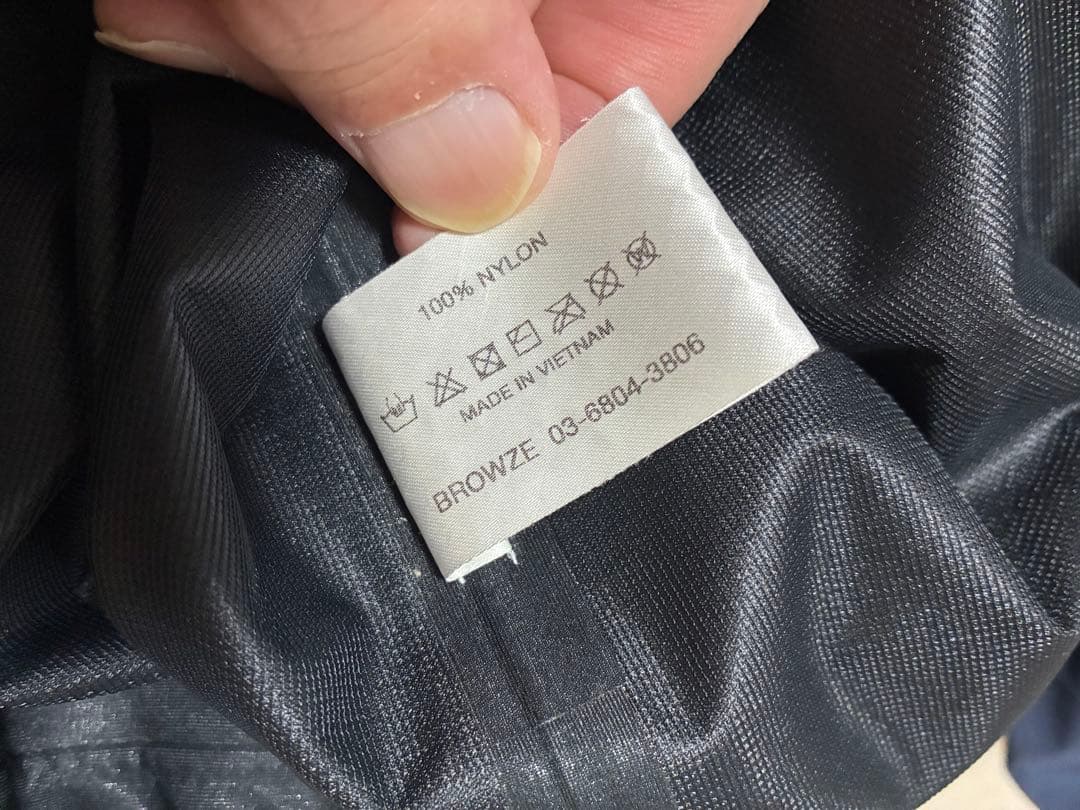 100% NYLON
MADE IN VIETNAM
BROWZE 03-6804-3806